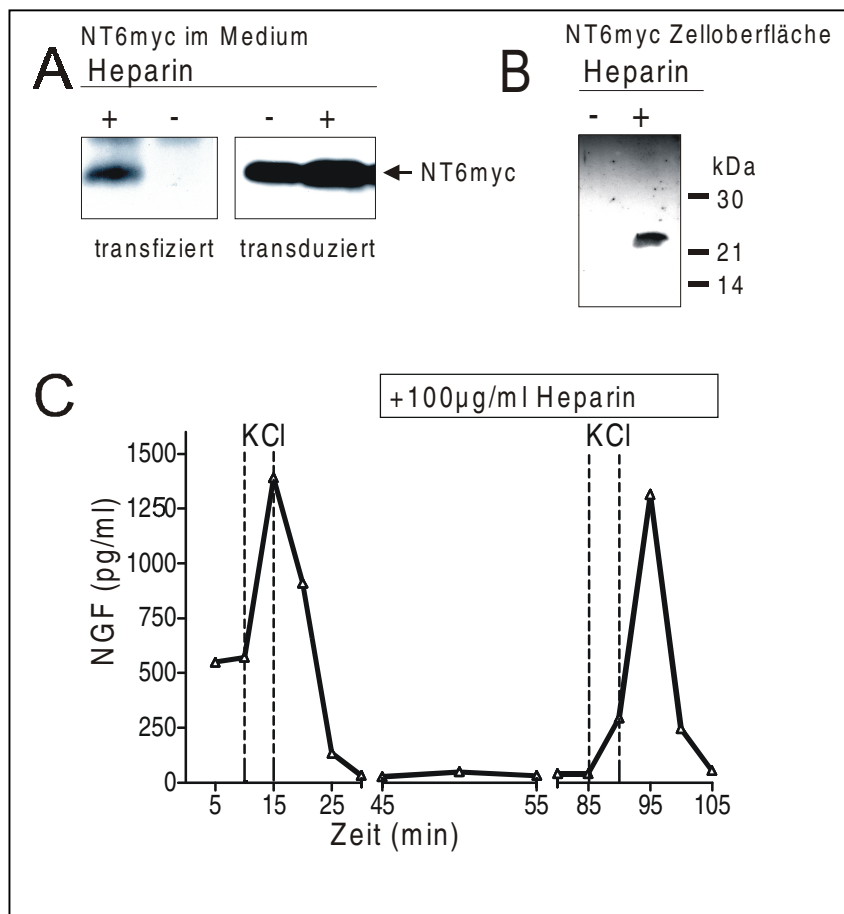 A
NT6myc im Medium
Heparin
+ -
- +
NT6myc
transfiziert
transduziert
B
NT6myc Zelloberfläche
Heparin
- +
kDa
30
21
14
C
+100µg/ml Heparin
KCl
KCl
NGF (pg/ml)
1500
1250
1000
750
500
250
0
5 15 25 45 55 85 95 105
Zeit (min)